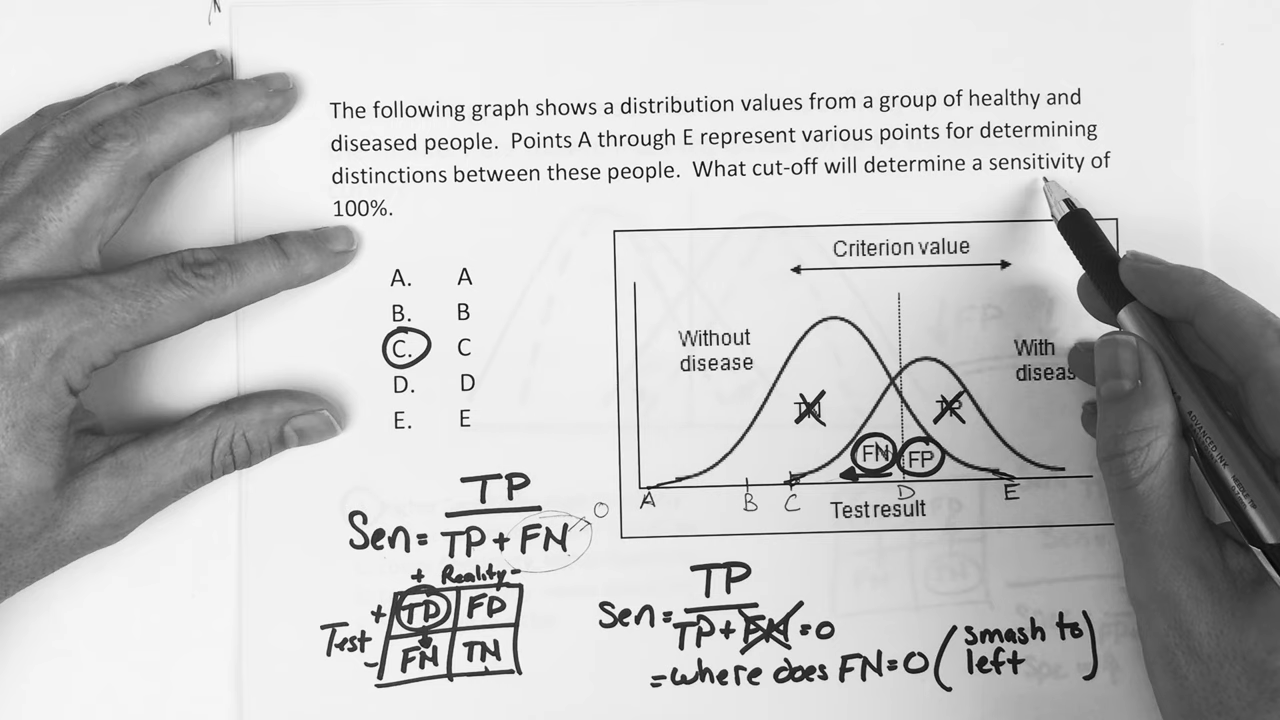 The following graph shows a distribution values from a group of healthy and
diseased people. Points A through E represent various points for determining
distinctions between these people. What cut-off will determine a sensitivity of
100%.
A. A
B. B
C. C
D. D
E. E
Criterion value
Without
disease
With
diseas
FN FP
A B C D E
Test result
TP
Sen= TP + FN → 0
+ Reality -
Test + TP FP
- FN TN
TP
Sen= TP + FN = 0
= where does FN = 0 (smash to
left)